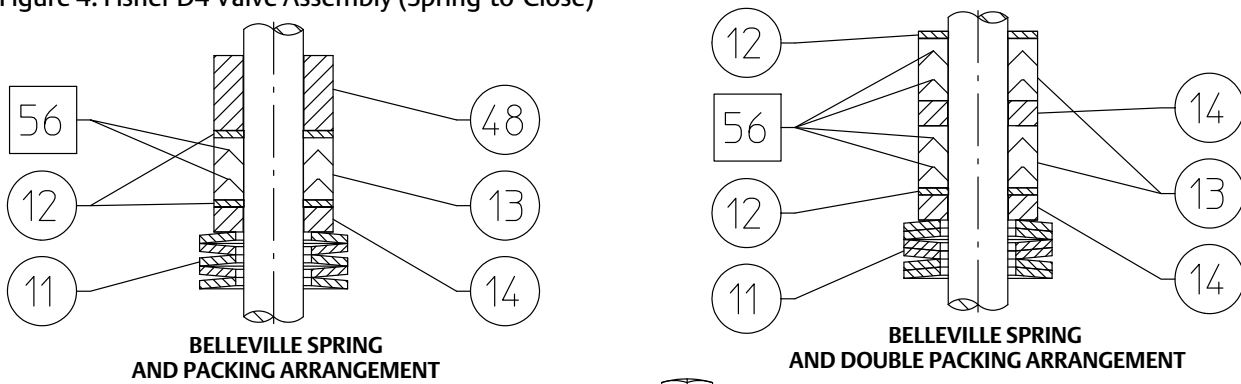 Figure 4. Fisher D4 Valve Assembly (Spring-to-Close)
56
12
11
48
13
14
BELLEVILLE SPRING
AND PACKING ARRANGEMENT
12
56
12
11
14
13
14
BELLEVILLE SPRING
AND DOUBLE PACKING ARRANGEMENT